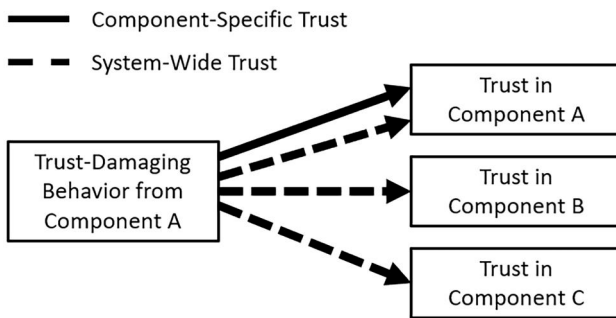 Component-Specific Trust
System-Wide Trust
Trust-Damaging
Behavior from
Component A
Trust in
Component A
Trust in
Component B
Trust in
Component C